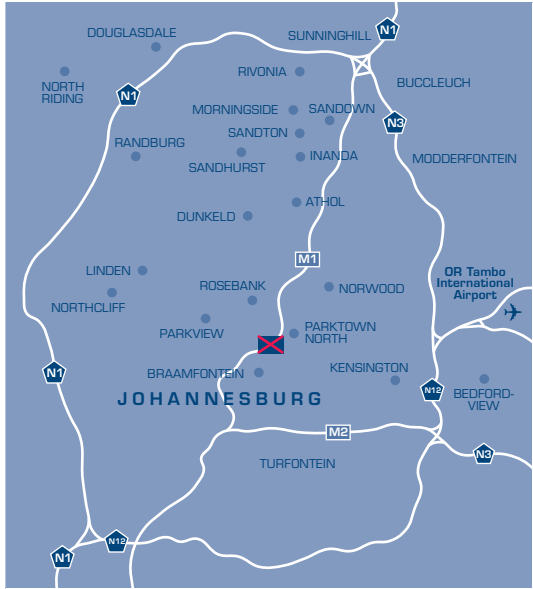 DOUGLASDALE
SUNNINGHILL
N1
RIVONIA
NORTH
RIDING
N1
BUCCLEUCH
MORNINGSIDE
SANDOWN
N3
SANDTON
RANDBURG
INANDA
MODDERFONTEIN
SANDHURST
ATHOL
DUNKELD
M1
LINDEN
OR Tambo
International
Airport
ROSEBANK
NORWOOD
NORTHCLIFF
PARKVIEW
PARKTOWN
NORTH
N1
BRAAMFONTEIN
KENSINGTON
N12
BEDFORD-
VIEW
JOHANNESBURG
M2
N3
TURFONTEIN
N12
N1